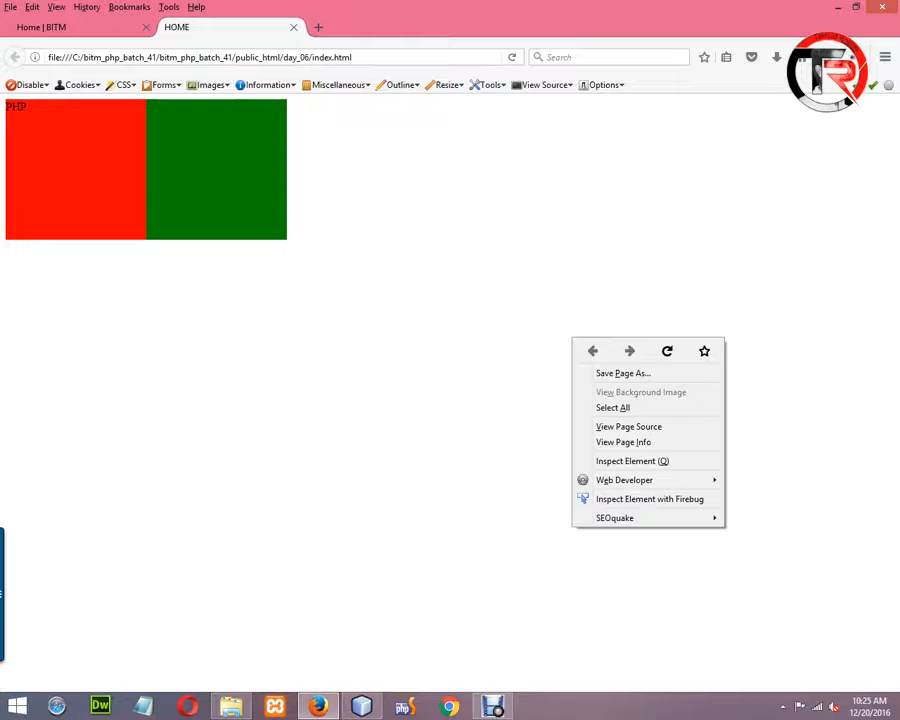 File Edit View History Bookmarks Tools Help
Home | BITM
HOME
file:///C:/bitm_php_batch_41/bitm_php_batch_41/public_html/day_06/index.html
Search
Disable Cookies CSS Forms Images Information Miscellaneous Outline Resize Tools View Source Options
PHP
Save Page As...
View Background Image
Select All
View Page Source
View Page Info
Inspect Element (Q)
Web Developer
Inspect Element with Firebug
SEOquake
Dw
php
10:25 AM
12/20/2016